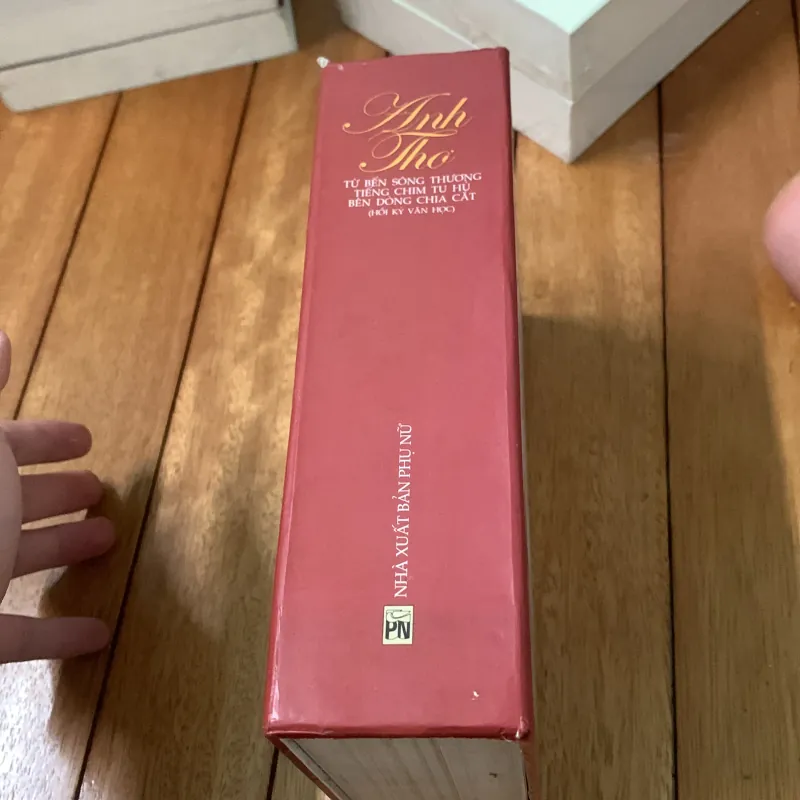 Anh
Thơ
TỪ BẾN SÔNG THƯƠNG
TIẾNG CHIM TU HÚ
BÊN DÒNG CHIA CẮT
(HỒI KÝ VĂN HỌC)
NHÀ XUẤT BẢN PHỤ NỮ
PN